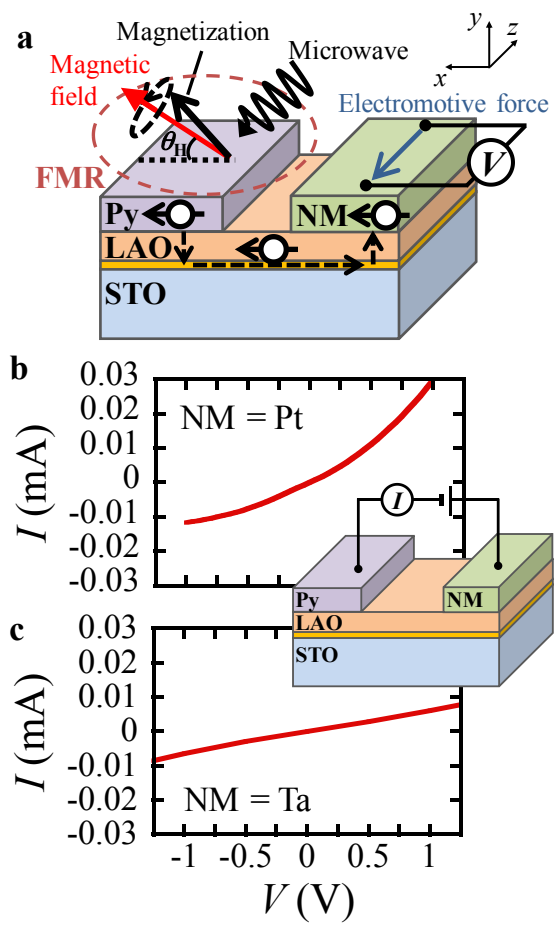 a
Magnetization
Microwave
y
z
x
Magnetic
field
Electromotive force
θH
V
FMR
Py
NM
LAO
STO
b
0.03
0.02
0.01
0
-0.01
-0.02
-0.03
I (mA)
NM = Pt
I
Py
NM
LAO
STO
c
0.03
0.02
0.01
0
-0.01
-0.02
-0.03
I (mA)
NM = Ta
-1 -0.5 0 0.5 1
V (V)